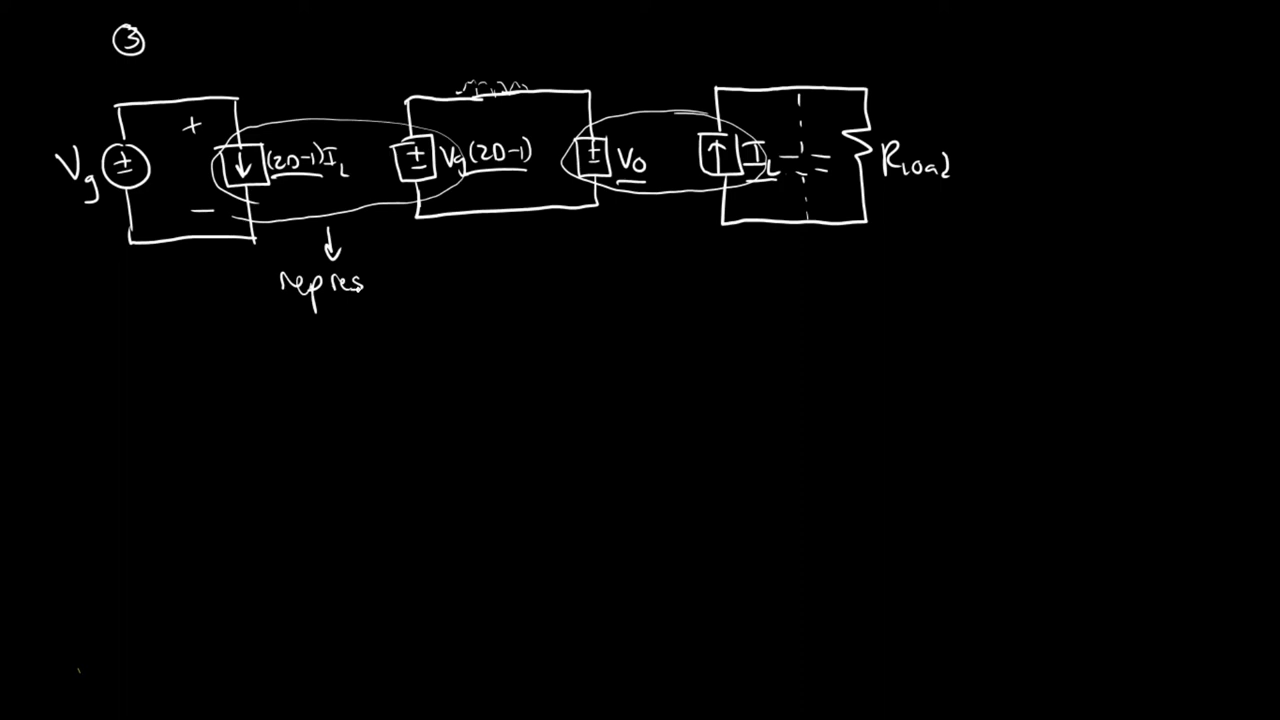 ③
Vg (2D-1)IL Vg(2D-1) Vo IL Rload
repres